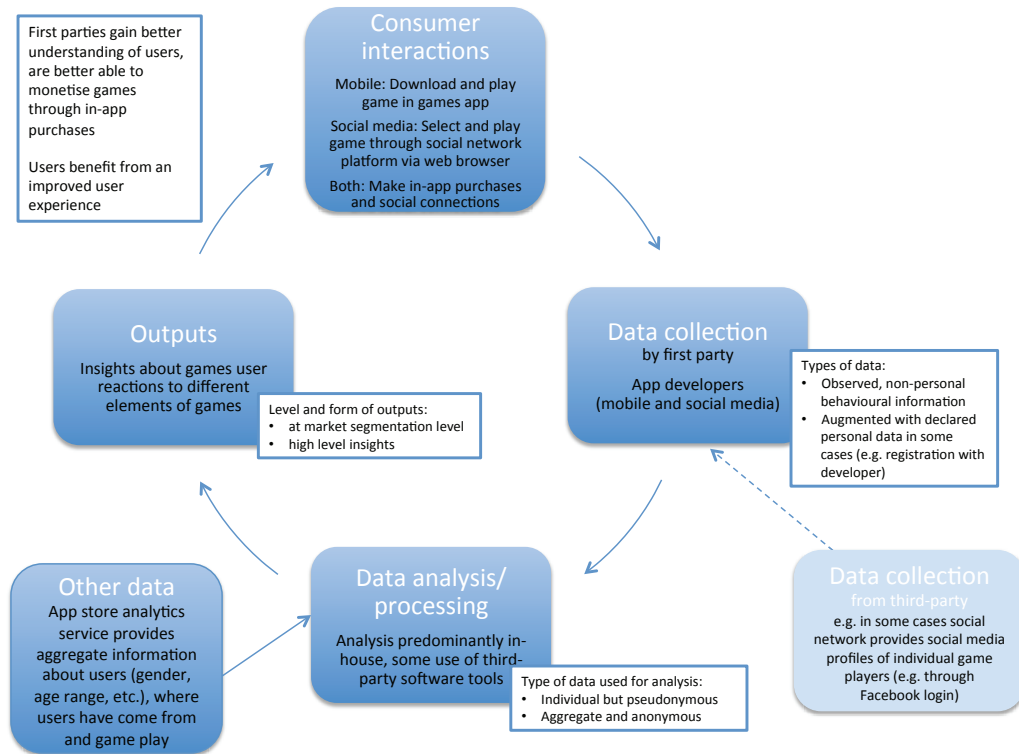 First parties gain better
understanding of users,
are better able to
monetise games
through in-app
purchases
Users benefit from an
improved user
experience
Consumer
interactions
Mobile: Download and play
game in games app
Social media: Select and play
game through social network
platform via web browser
Both: Make in-app purchases
and social connections
Outputs
Insights about games user
reactions to different
elements of games
Level and form of outputs:
• at market segmentation level
• high level insights
Data collection
by first party
App developers
(mobile and social media)
Types of data:
• Observed, non-personal
behavioural information
• Augmented with declared
personal data in some
cases (e.g. registration with
developer)
Other data
App store analytics
service provides
aggregate information
about users (gender,
age range, etc.), where
users have come from
and game play
Data analysis/
processing
Analysis predominantly in-
house, some use of third-
party software tools
Type of data used for analysis:
• Individual but pseudonymous
• Aggregate and anonymous
Data collection
from third-party
e.g. in some cases social
network provides social media
profiles of individual game
players (e.g. through
Facebook login)